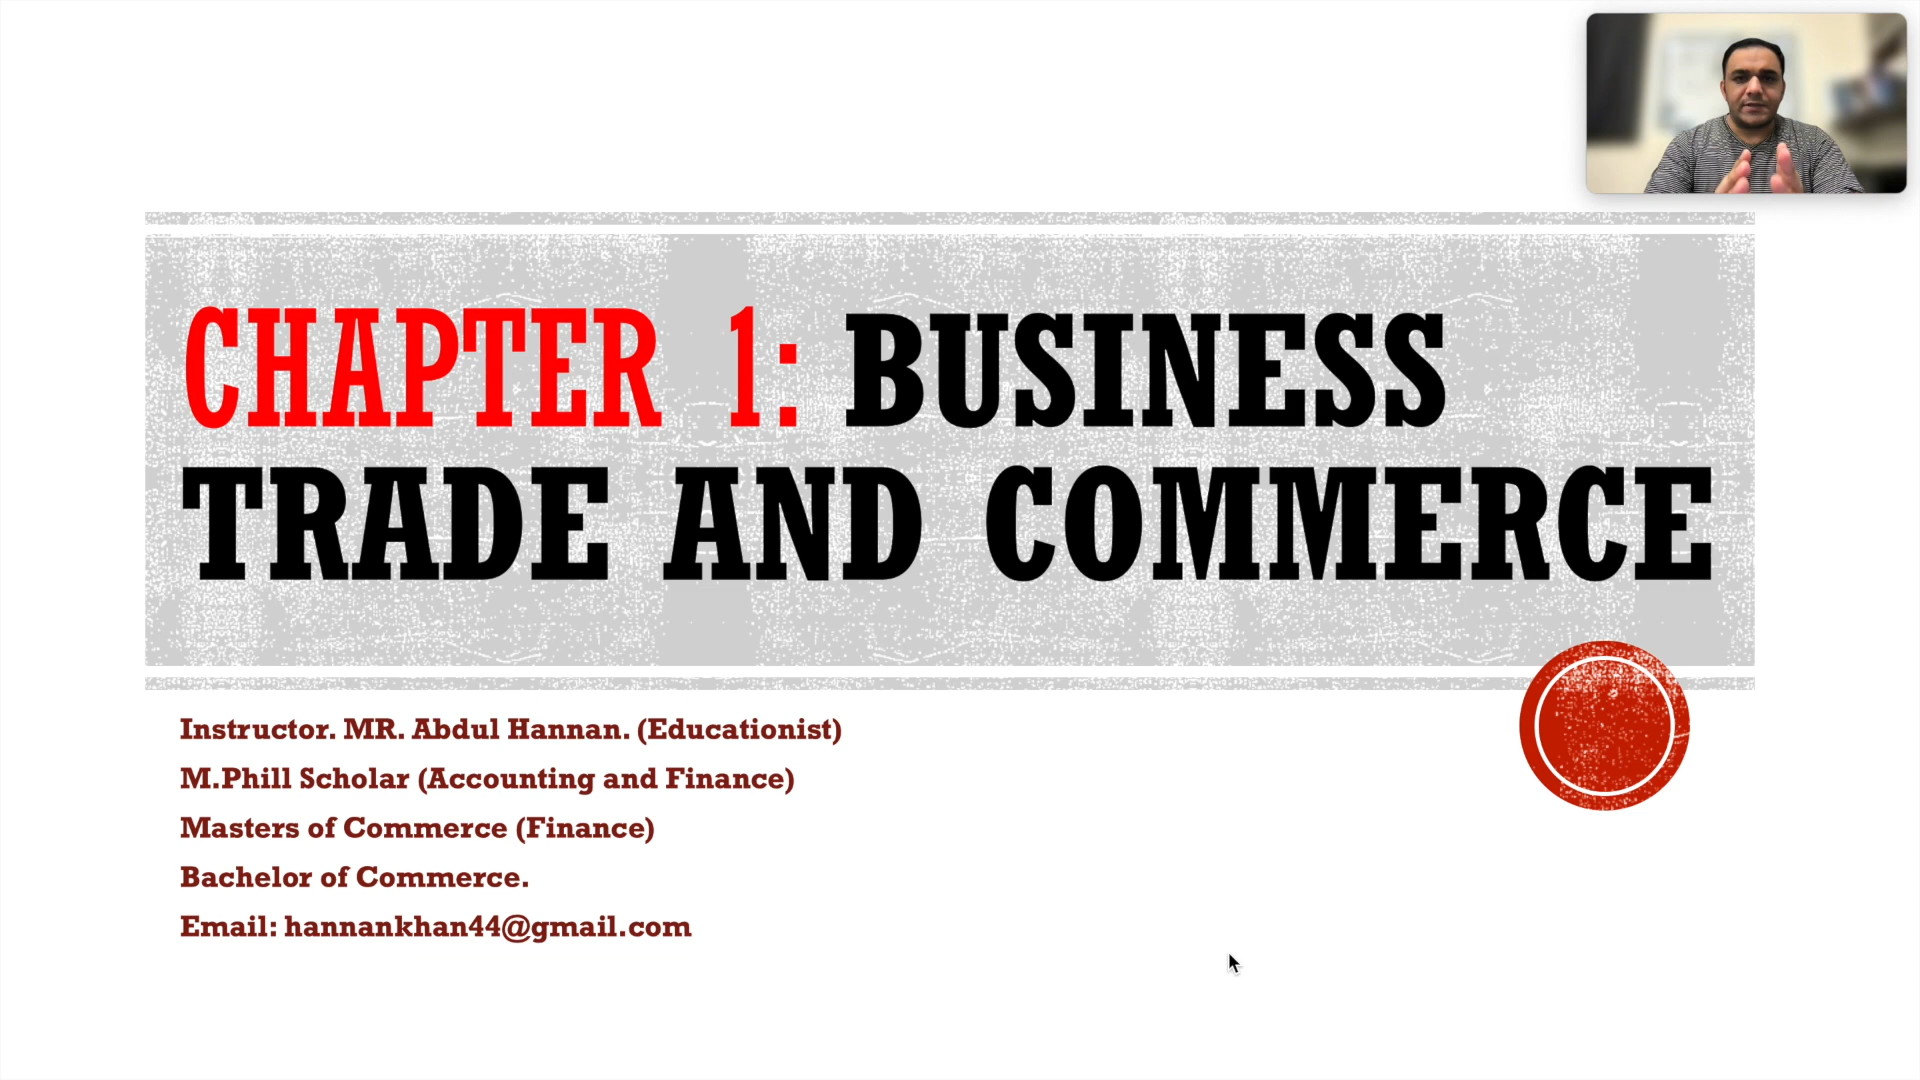 CHAPTER 1: BUSINESS
TRADE AND COMMERCE
Instructor. MR. Abdul Hannan. (Educationist)
M.Phill Scholar (Accounting and Finance)
Masters of Commerce (Finance)
Bachelor of Commerce.
Email: hannankhan44@gmail.com